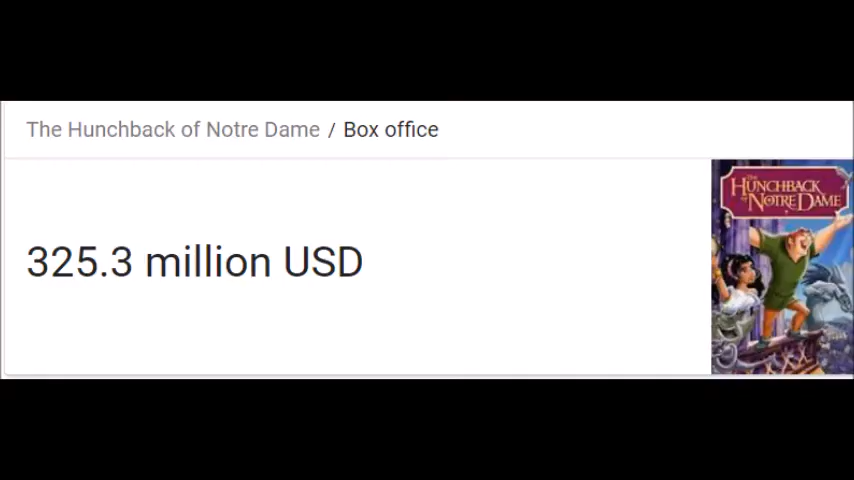 The Hunchback of Notre Dame / Box office
325.3 million USD
THE
HUNCHBACK
OF NOTRE DAME